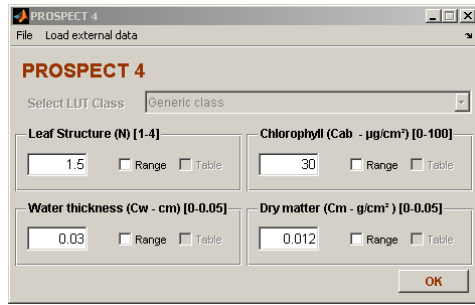 PROSPECT 4
File Load external data
PROSPECT 4
Select LUT Class Generic class
Leaf Structure (N) [1-4] Chlorophyll (Cab - µg/cm²) [0-100]
1.5 Range Table 30 Range Table
Water thickness (Cw - cm) [0-0.05] Dry matter (Cm - g/cm² ) [0-0.05]
0.03 Range Table 0.012 Range Table
OK